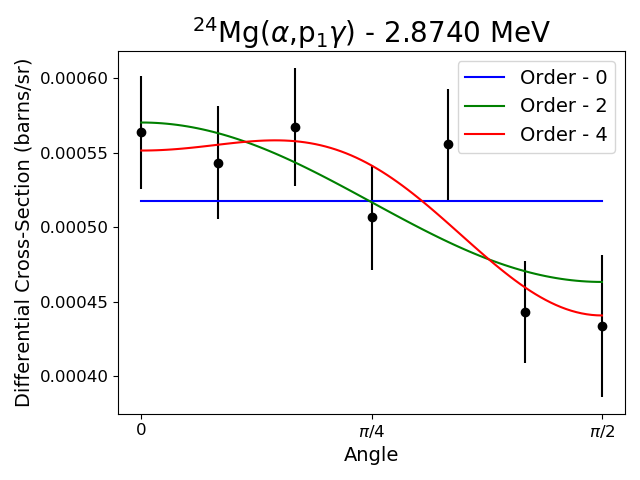 ²⁴Mg(α,p₁γ) - 2.8740 MeV
Differential Cross-Section (barns/sr)
0.00060
0.00055
0.00050
0.00045
0.00040
Order - 0
Order - 2
Order - 4
0
π/4
π/2
Angle